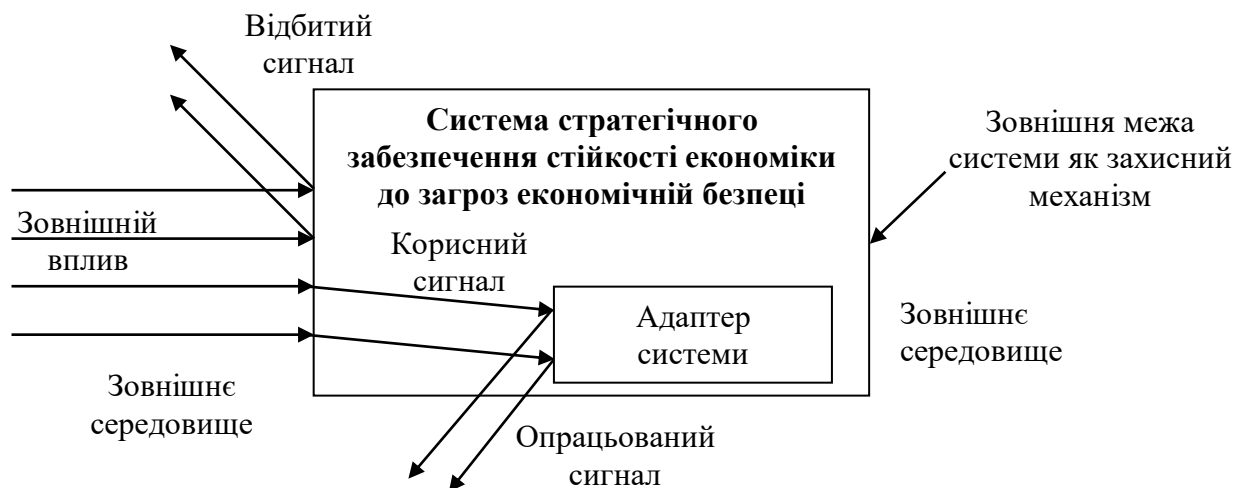 Відбитий
сигнал
Система стратегічного
забезпечення стійкості економіки
до загроз економічній безпеці
Зовнішня межа
системи як захисний
механізм
Зовнішній
вплив
Корисний
сигнал
Адаптер
системи
Зовнішнє
середовище
Зовнішнє
середовище
Опрацьований
сигнал